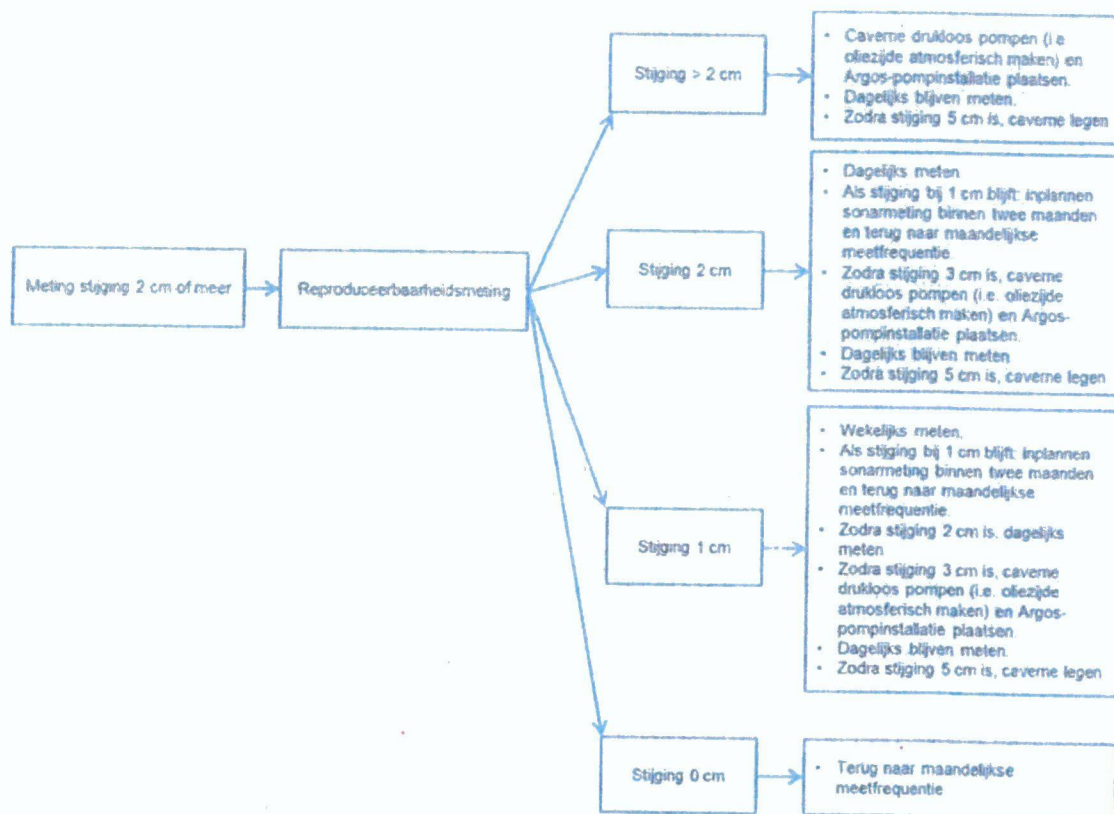 Meting stijging 2 cm of meer
Reproduceerbaarheidsmeting
Stijging > 2 cm
• Caverne drukloos pompen (i.e
oliezijde atmosferisch maken) en
Argos-pompinstallatie plaatsen.
• Dagelijks blijven meten.
• Zodra stijging 5 cm is, caverne legen
Stijging 2 cm
• Dagelijks meten
• Als stijging bij 1 cm blijft: inplannen
sonarmeting binnen twee maanden
en terug naar maandelijkse
meetfrequentie.
• Zodra stijging 3 cm is, caverne
drukloos pompen (i.e. oliezijde
atmosferisch maken) en Argos-
pompinstallatie plaatsen.
• Dagelijks blijven meten
• Zodra stijging 5 cm is, caverne legen
Stijging 1 cm
• Wekelijks meten.
• Als stijging bij 1 cm blijft: inplannen
sonarmeting binnen twee maanden
en terug naar maandelijkse
meetfrequentie.
• Zodra stijging 2 cm is, dagelijks
meten
• Zodra stijging 3 cm is, caverne
drukloos pompen (i.e. oliezijde
atmosferisch maken) en Argos-
pompinstallatie plaatsen.
• Dagelijks blijven meten.
• Zodra stijging 5 cm is, caverne legen
Stijging 0 cm
• Terug naar maandelijkse
meetfrequentie